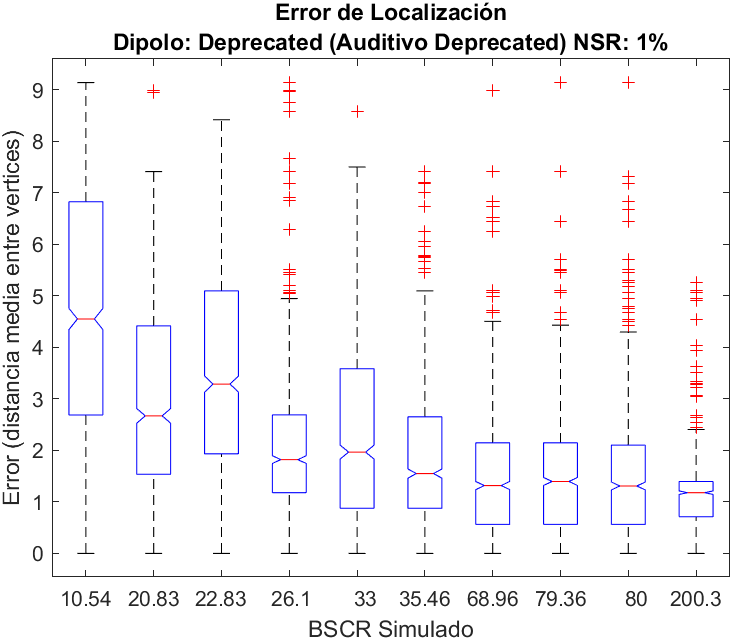 Error de Localización
Dipolo: Deprecated (Auditivo Deprecated) NSR: 1%
Error (distancia media entre vertices)
9
8
7
6
5
4
3
2
1
0
10.54 20.83 22.83 26.1 33 35.46 68.96 79.36 80 200.3
BSCR Simulado